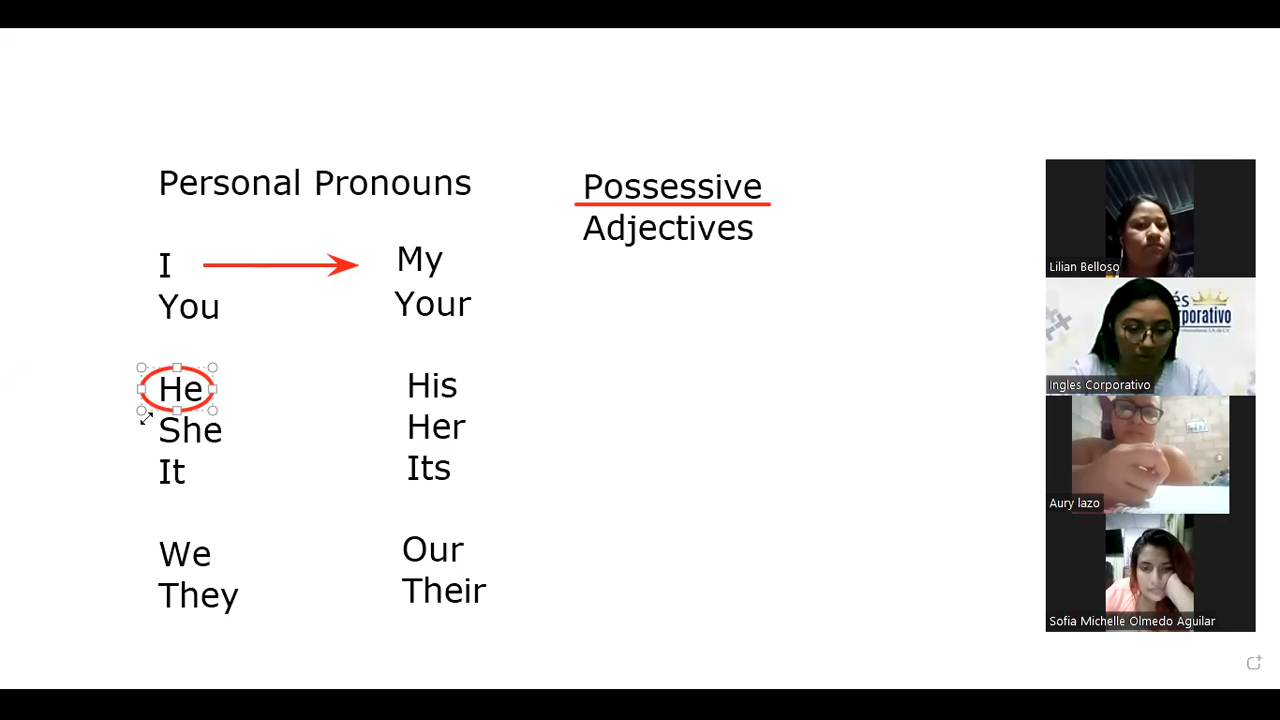 Personal Pronouns
Possessive
Adjectives
I
My
You
Your
He
His
She
Her
It
Its
We
Our
They
Their
Lilian Belloso
Ingles Corporativo
Aury lazo
Sofia Michelle Olmedo Aguilar